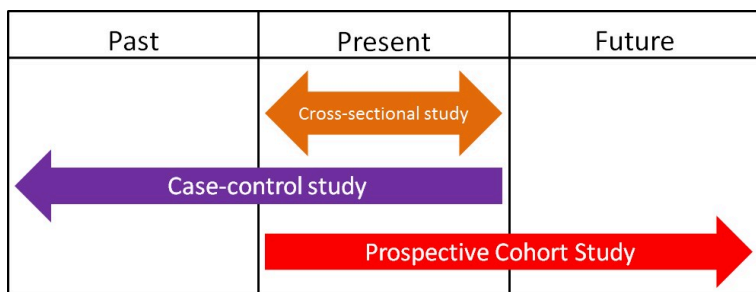 Past Present Future
Cross-sectional study
Case-control study
Prospective Cohort Study